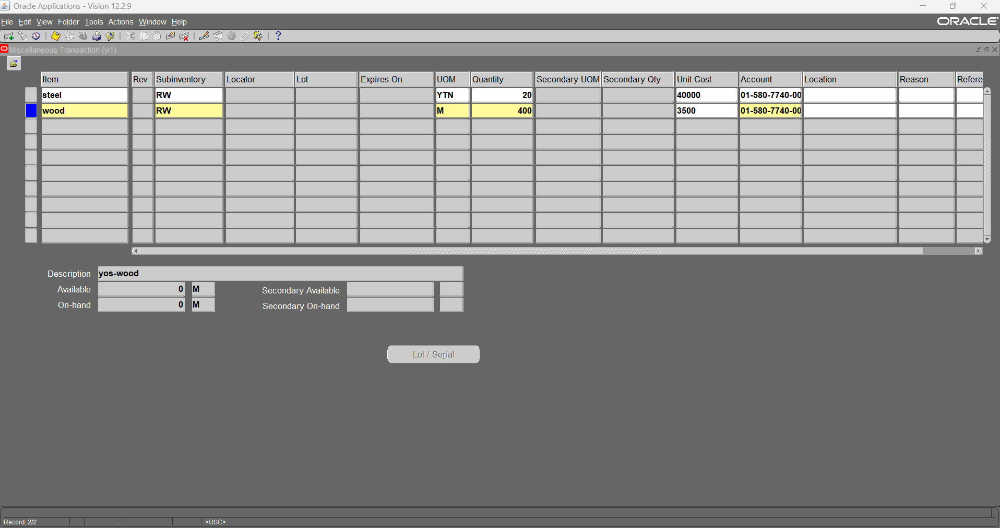 Oracle Applications - Vision 12.2.9
File Edit View Folder Tools Actions Window Help
ORACLE
Miscellaneous Transaction (yi1)
Item Rev Subinventory Locator Lot Expires On UOM Quantity Secondary UOM Secondary Qty Unit Cost Account Location Reason Refere
steel RW YTN 20 40000 01-580-7740-00
wood RW M 400 3500 01-580-7740-00
Description yos-wood
Available 0 M Secondary Available
On-hand 0 M Secondary On-hand
Lot / Serial
Record: 2/2 ... <OSC>